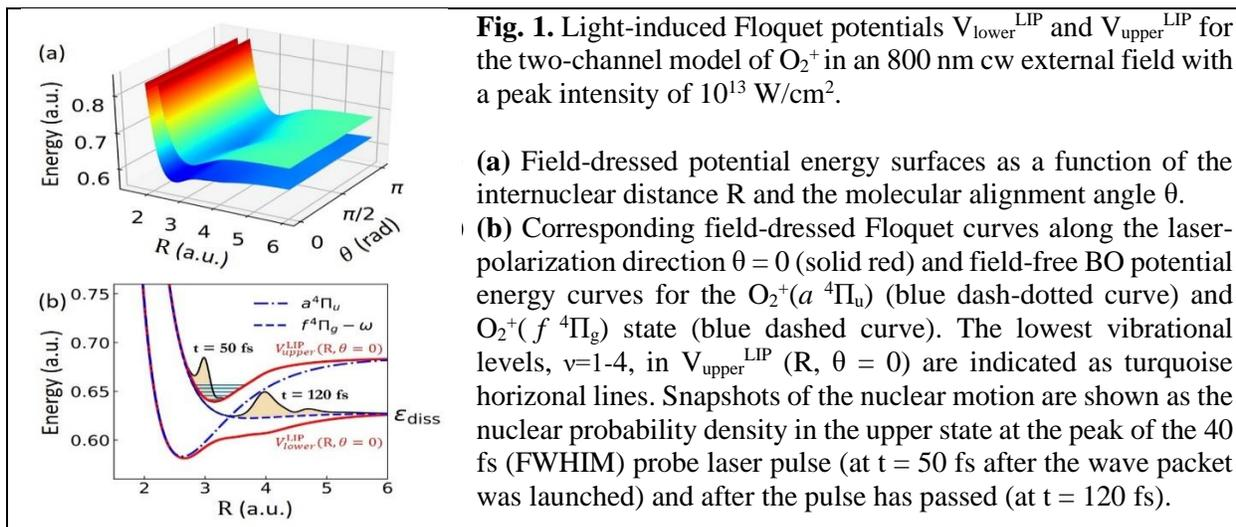 Fig. 1. Light-induced Floquet potentials V_lower^LIP and V_upper^LIP for
the two-channel model of O₂⁺ in an 800 nm cw external field with
a peak intensity of 10¹³ W/cm².
(a) Field-dressed potential energy surfaces as a function of the
internuclear distance R and the molecular alignment angle θ.
) (b) Corresponding field-dressed Floquet curves along the laser-
polarization direction θ = 0 (solid red) and field-free BO potential
energy curves for the O₂⁺(a ⁴Πᵤ) (blue dash-dotted curve) and
O₂⁺( f ⁴Π_g) state (blue dashed curve). The lowest vibrational
levels, ν=1-4, in V_upper^LIP (R, θ = 0) are indicated as turquoise
horizonal lines. Snapshots of the nuclear motion are shown as the
nuclear probability density in the upper state at the peak of the 40
fs (FWHIM) probe laser pulse (at t = 50 fs after the wave packet
was launched) and after the pulse has passed (at t = 120 fs).
(a)
Energy (a.u.)
0.8
0.7
0.6
2
3
4
5
6
R (a.u.)
0
π/2
π
θ (rad)
(b)
Energy (a.u.)
0.75
0.70
0.65
0.60
a⁴Πᵤ
f⁴Π_g − ω
t = 50 fs
V_upper^LIP(R, θ = 0)
t = 120 fs
ε_diss
V_lower^LIP(R, θ = 0)
2
3
4
5
6
R (a.u.)